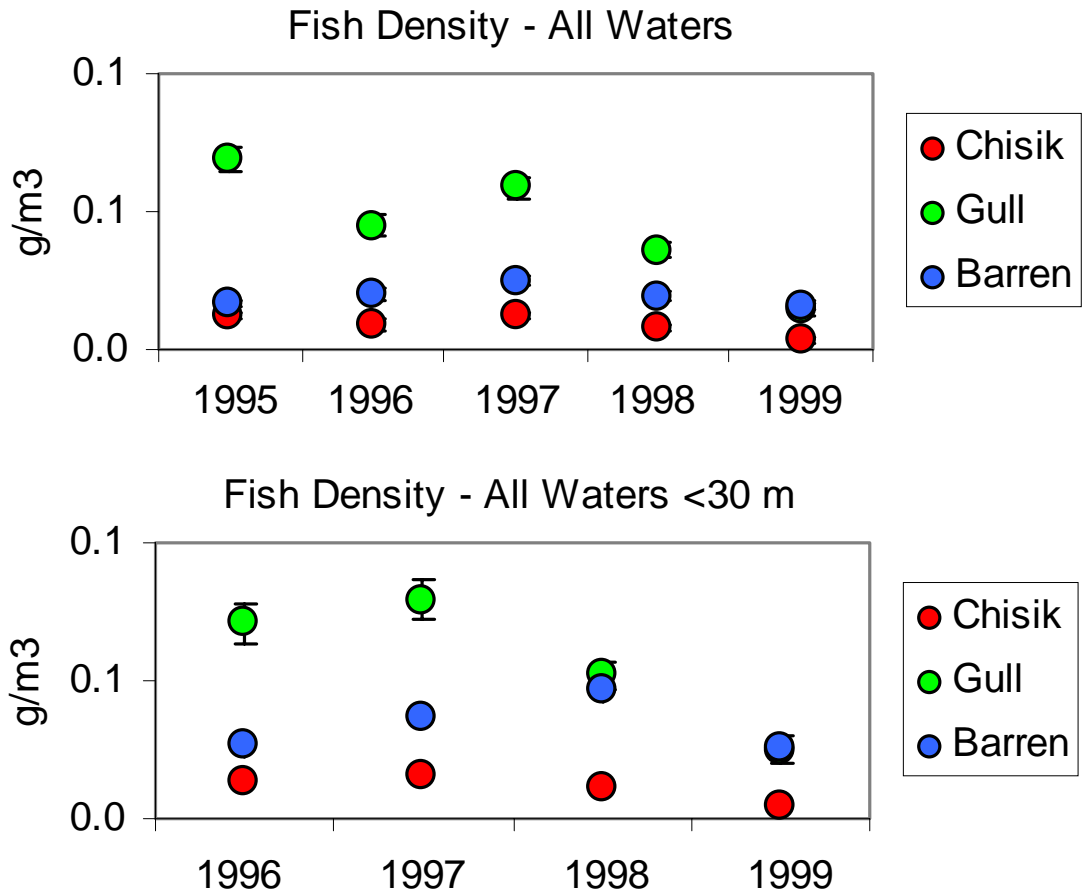 Fish Density - All Waters
0.1
0.1
0.0
g/m3
1995 1996 1997 1998 1999
Chisik
Gull
Barren
Fish Density - All Waters <30 m
0.1
0.1
0.0
g/m3
1996 1997 1998 1999
Chisik
Gull
Barren